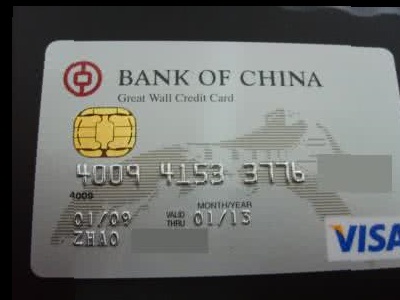 BANK OF CHINA
Great Wall Credit Card
4009 4153 3776
4009
MONTH/YEAR
01/09 VALID THRU 01/13
ZHAO
VISA